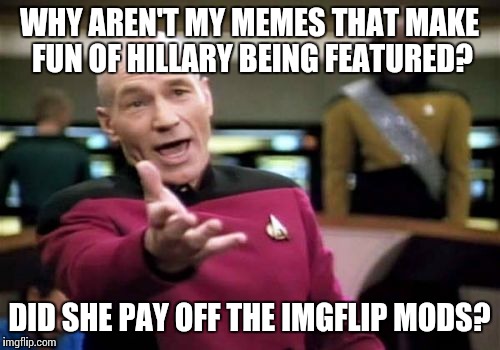 WHY AREN'T MY MEMES THAT MAKE
FUN OF HILLARY BEING FEATURED?
DID SHE PAY OFF THE IMGFLIP MODS?
imgflip.com